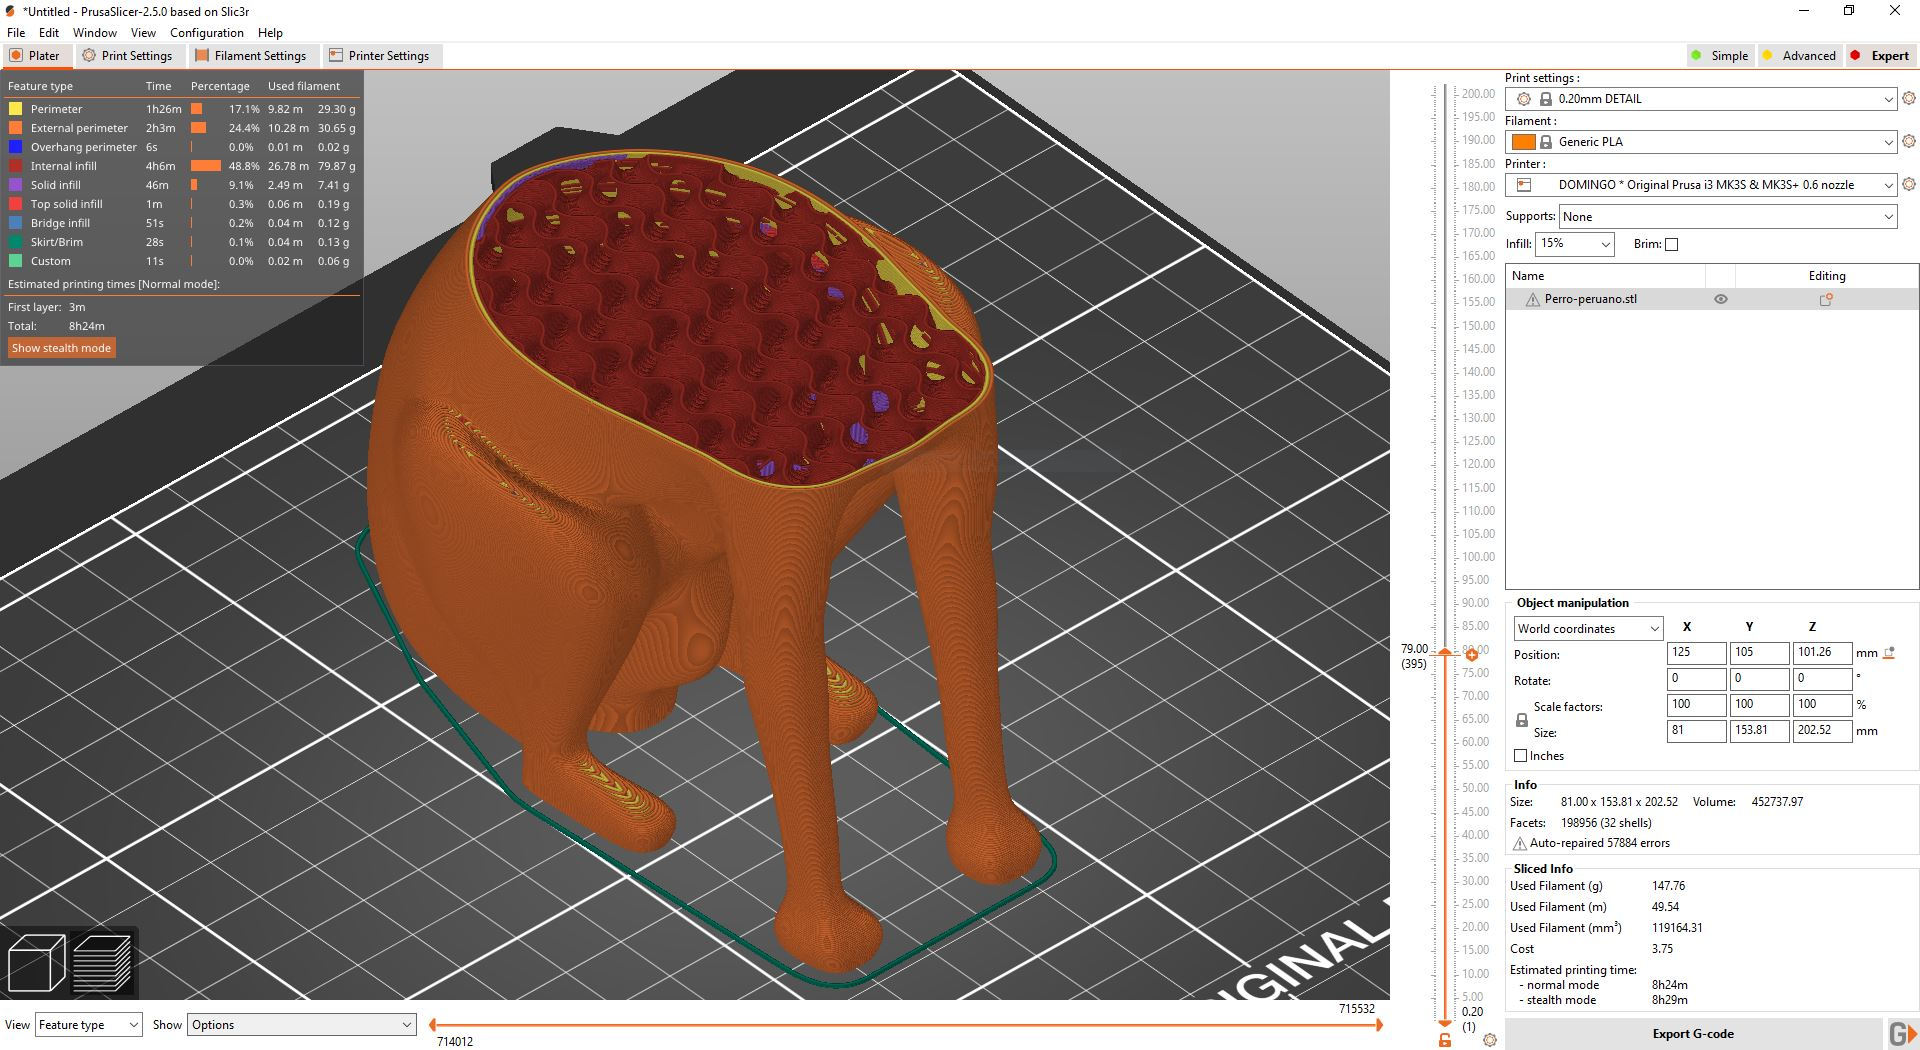 *Untitled - PrusaSlicer-2.5.0 based on Slic3r
File Edit Window View Configuration Help
Plater Print Settings Filament Settings Printer Settings Simple Advanced Expert
Feature type Time Percentage Used filament
Perimeter 1h26m 17.1% 9.82 m 29.30 g
External perimeter 2h3m 24.4% 10.28 m 30.65 g
Overhang perimeter 6s 0.0% 0.01 m 0.02 g
Internal infill 4h6m 48.8% 26.78 m 79.87 g
Solid infill 46m 9.1% 2.49 m 7.41 g
Top solid infill 1m 0.3% 0.06 m 0.19 g
Bridge infill 51s 0.2% 0.04 m 0.12 g
Skirt/Brim 28s 0.1% 0.04 m 0.13 g
Custom 11s 0.0% 0.02 m 0.06 g
Estimated printing times [Normal mode]:
First layer: 3m
Total: 8h24m
Show stealth mode
IGINAL
View Feature type Show Options
714012
715532
200.00
195.00
190.00
185.00
180.00
175.00
170.00
165.00
160.00
155.00
150.00
145.00
140.00
135.00
130.00
125.00
120.00
115.00
110.00
105.00
100.00
95.00
90.00
85.00
79.00
(395)
75.00
70.00
65.00
60.00
55.00
50.00
45.00
40.00
35.00
30.00
25.00
20.00
15.00
10.00
5.00
0.20
(1)
Print settings :
0.20mm DETAIL
Filament :
Generic PLA
Printer :
DOMINGO * Original Prusa i3 MK3S & MK3S+ 0.6 nozzle
Supports: None
Infill: 15% Brim:
Name Editing
Perro-peruano.stl
Object manipulation
World coordinates X Y Z
Position: 125 105 101.26 mm
Rotate: 0 0 0 °
Scale factors: 100 100 100 %
Size: 81 153.81 202.52 mm
Inches
Info
Size: 81.00 x 153.81 x 202.52 Volume: 452737.97
Facets: 198956 (32 shells)
Auto-repaired 57884 errors
Sliced Info
Used Filament (g) 147.76
Used Filament (m) 49.54
Used Filament (mm³) 119164.31
Cost 3.75
Estimated printing time:
- normal mode 8h24m
- stealth mode 8h29m
Export G-code
G